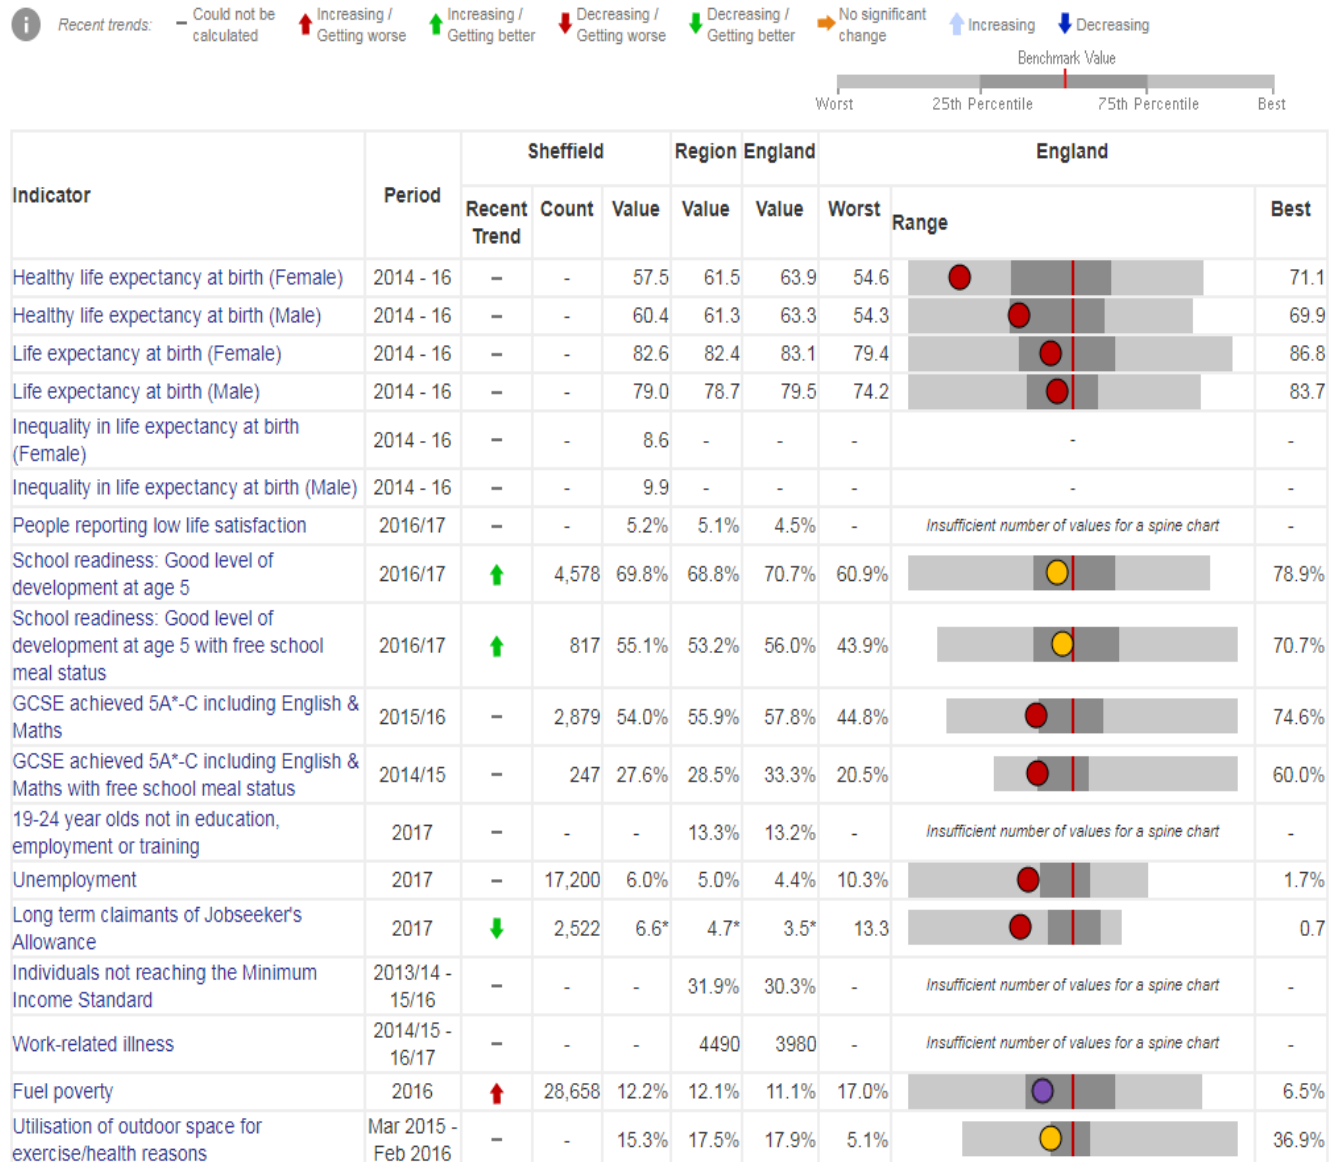 i Recent trends: – Could not be calculated Increasing / Getting worse Increasing / Getting better Decreasing / Getting worse Decreasing / Getting better No significant change Increasing Decreasing
Benchmark Value
Worst 25th Percentile 75th Percentile Best
Indicator Period Sheffield Region England England
Recent Trend Count Value Value Value Worst Range Best
Healthy life expectancy at birth (Female) 2014 - 16 – - 57.5 61.5 63.9 54.6 71.1
Healthy life expectancy at birth (Male) 2014 - 16 – - 60.4 61.3 63.3 54.3 69.9
Life expectancy at birth (Female) 2014 - 16 – - 82.6 82.4 83.1 79.4 86.8
Life expectancy at birth (Male) 2014 - 16 – - 79.0 78.7 79.5 74.2 83.7
Inequality in life expectancy at birth
(Female) 2014 - 16 – - 8.6 - - - - -
Inequality in life expectancy at birth (Male) 2014 - 16 – - 9.9 - - - - -
People reporting low life satisfaction 2016/17 – - 5.2% 5.1% 4.5% - Insufficient number of values for a spine chart -
School readiness: Good level of
development at age 5 2016/17 4,578 69.8% 68.8% 70.7% 60.9% 78.9%
School readiness: Good level of
development at age 5 with free school
meal status 2016/17 817 55.1% 53.2% 56.0% 43.9% 70.7%
GCSE achieved 5A*-C including English &
Maths 2015/16 – 2,879 54.0% 55.9% 57.8% 44.8% 74.6%
GCSE achieved 5A*-C including English &
Maths with free school meal status 2014/15 – 247 27.6% 28.5% 33.3% 20.5% 60.0%
19-24 year olds not in education,
employment or training 2017 – - - 13.3% 13.2% - Insufficient number of values for a spine chart -
Unemployment 2017 – 17,200 6.0% 5.0% 4.4% 10.3% 1.7%
Long term claimants of Jobseeker's
Allowance 2017 2,522 6.6* 4.7* 3.5* 13.3 0.7
Individuals not reaching the Minimum
Income Standard 2013/14 - 15/16 – - - 31.9% 30.3% - Insufficient number of values for a spine chart -
Work-related illness 2014/15 - 16/17 – - - 4490 3980 - Insufficient number of values for a spine chart -
Fuel poverty 2016 28,658 12.2% 12.1% 11.1% 17.0% 6.5%
Utilisation of outdoor space for
exercise/health reasons Mar 2015 - Feb 2016 – - 15.3% 17.5% 17.9% 5.1% 36.9%